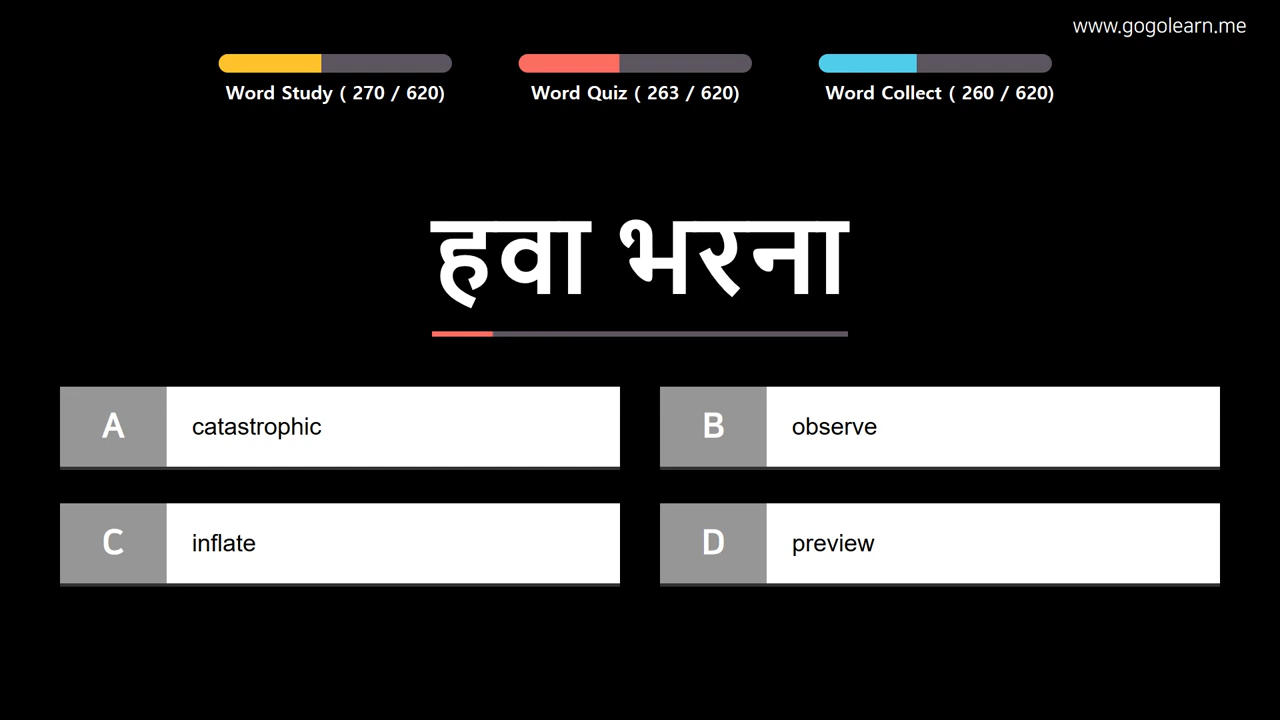 www.gogolearn.me
Word Study ( 270 / 620)
Word Quiz ( 263 / 620)
Word Collect ( 260 / 620)
हवा भरना
A catastrophic
B observe
C inflate
D preview